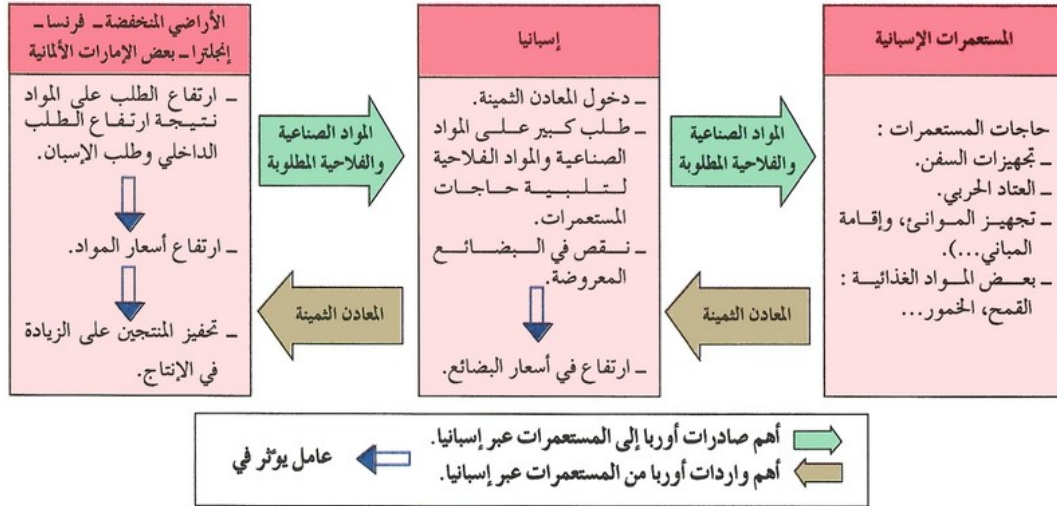 المستعمرات الإسبانية
حاجات المستعمرات :
ـ تجهيزات السفن.
ـ العتاد الحربي.
ـ تجهيز الموانئ، وإقامة
المباني...).
ـ بعض المواد الغذائية :
القمح، الخمور...
المواد الصناعية
والفلاحية المطلوبة
المعادن الثمينة
إسبانيا
ـ دخول المعادن الثمينة.
ـ طلب كبير على المواد
الصناعية والمواد الفلاحية
لتلبية حاجات
المستعمرات.
ـ نقص في البضائع
المعروضة.
ـ ارتفاع في أسعار البضائع.
المواد الصناعية
والفلاحية المطلوبة
المعادن الثمينة
الأراضي المنخفضة ـ فرنسا ـ
إنجلترا ـ بعض الإمارات الألمانية
ـ ارتفاع الطلب على المواد
نتيجة ارتفاع الطلب
الداخلي وطلب الإسبان.
ـ ارتفاع أسعار المواد.
ـ تحفيز المنتجين على الزيادة
في الإنتاج.
أهم صادرات أوربا إلى المستعمرات عبر إسبانيا.
أهم واردات أوربا من المستعمرات عبر إسبانيا.
عامل يؤثر في